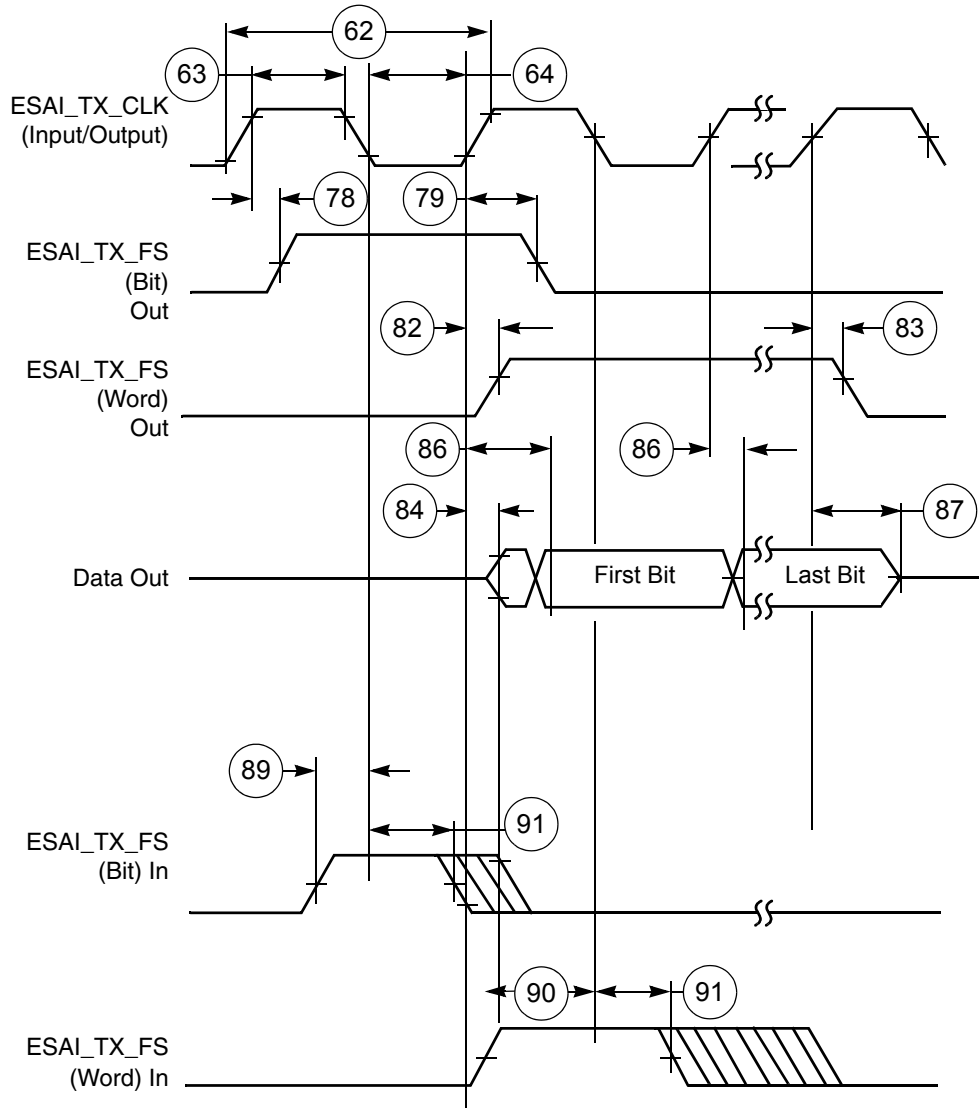 62
63
64
ESAI_TX_CLK
(Input/Output)
78
79
ESAI_TX_FS
(Bit)
Out
82
83
ESAI_TX_FS
(Word)
Out
86
86
84
87
Data Out
First Bit
Last Bit
89
91
ESAI_TX_FS
(Bit) In
90
91
ESAI_TX_FS
(Word) In